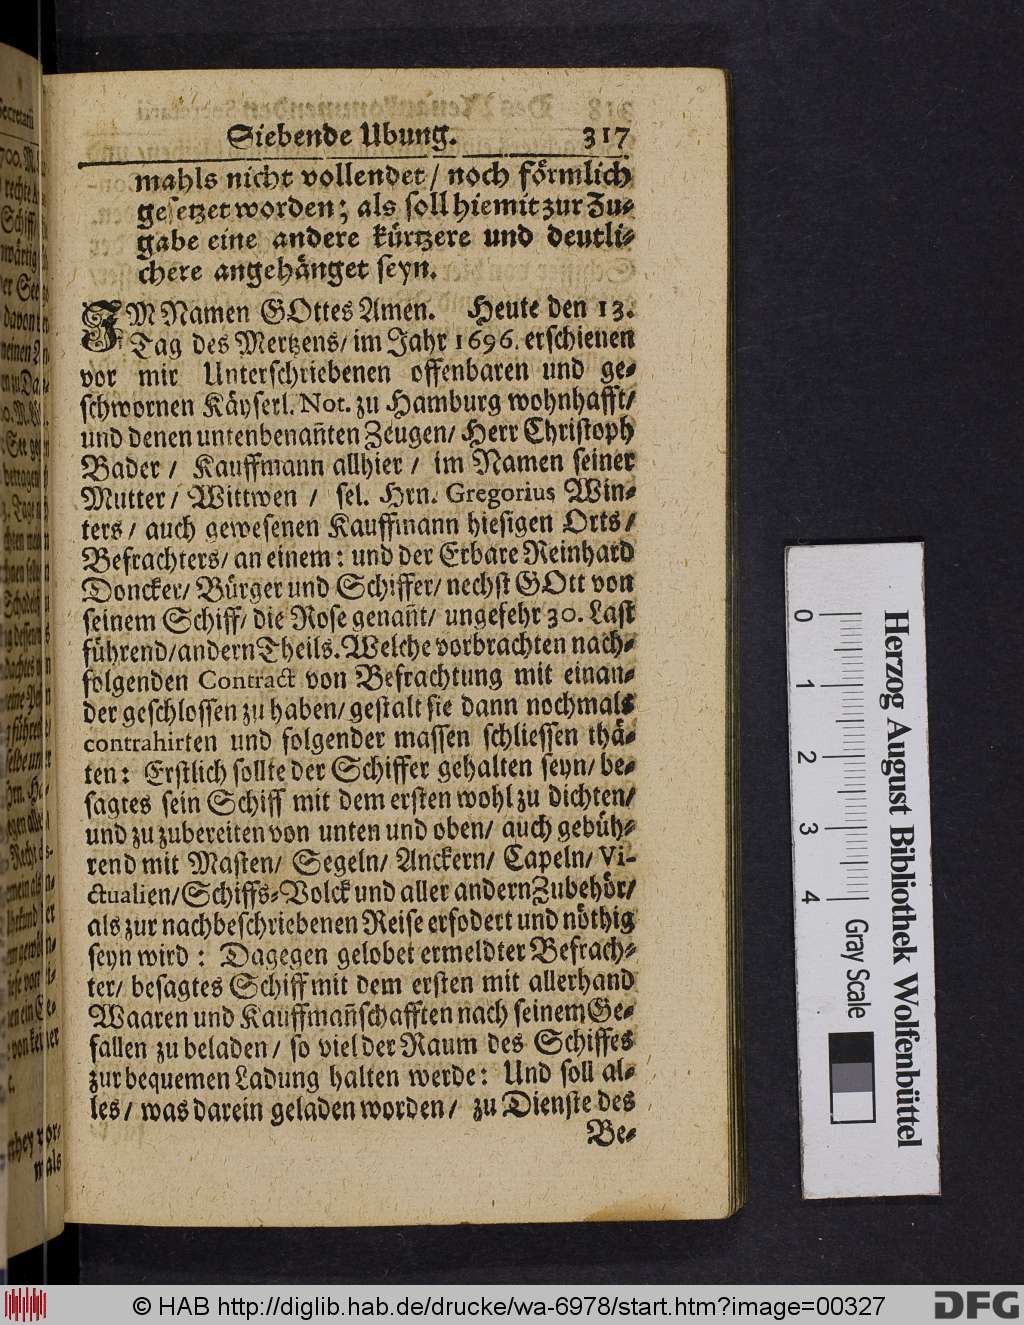 Siebende Ubung. 317
mahls nicht vollendet / noch förmlich
gesetzet worden; als soll hiemit zur Zu-
gabe eine andere kürtzere und deutli-
chere angehänget seyn.
IM Namen GOttes Amen. Heute den 13.
Tag des Mertzens/ im Jahr 1696. erschienen
vor mir Unterschriebenen offenbaren und ge-
schwornen Käyserl. Not. zu Hamburg wohnhafft/
und denen untenbenañten Zeugen/ Herr Christoph
Bader / Kauffmann allhier / im Namen seiner
Mutter/ Wittwen / sel. Hrn. Gregorius Win-
ters/ auch gewesenen Kauffmann hiesigen Orts/
Befrachters/ an einem: und der Erbare Reinhard
Doncker/ Bürger und Schiffer/ nechst GOtt von
seinem Schiff/ die Rose genañt/ ungefehr 30. Last
führend/andern Theils. Welche vorbrachten nach-
folgenden Contract von Befrachtung mit einan-
der geschlossen zu haben/ gestalt sie dann nochmals
contrahirten und folgender massen schliessen thä-
ten: Erstlich sollte der Schiffer gehalten seyn/ be-
sagtes sein Schiff mit dem ersten wohl zu dichten/
und zu zubereiten von unten und oben/ auch gebüh-
rend mit Masten/ Segeln/ Anckern/ Capeln/ Vi-
ctualien/Schiffs-Volck und aller andern Zubehör/
als zur nachbeschriebenen Reise erfodert und nöthig
seyn wird : Dagegen gelobet ermeldter Befrach-
ter/ besagtes Schiff mit dem ersten mit allerhand
Waaren und Kauffmañschafften nach seinem Ge-
fallen zu beladen / so viel der Raum des Schiffes
zur bequemen Ladung halten werde: Und soll al-
les/ was darein geladen worden / zu Dienste des
Be-
0 1 2 3 4
Gray Scale
Herzog August Bibliothek Wolfenbüttel
© HAB http://diglib.hab.de/drucke/wa-6978/start.htm?image=00327
DFG